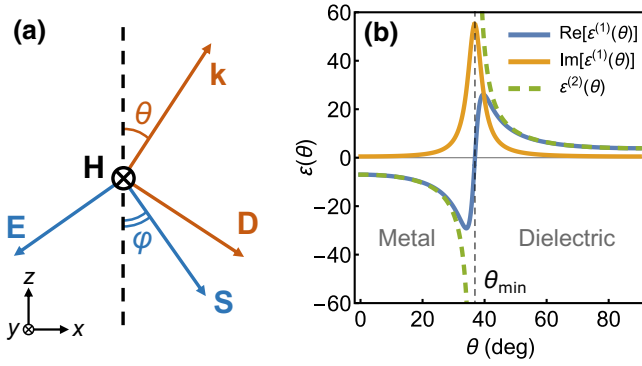 (a)
k
θ
H
E
D
φ
S
z
y
x
(b)
Re[ε⁽¹⁾(θ)]
Im[ε⁽¹⁾(θ)]
ε⁽²⁾(θ)
60
40
20
0
−20
−40
−60
ε(θ)
Metal
Dielectric
θmin
0
20
40
60
80
θ (deg)